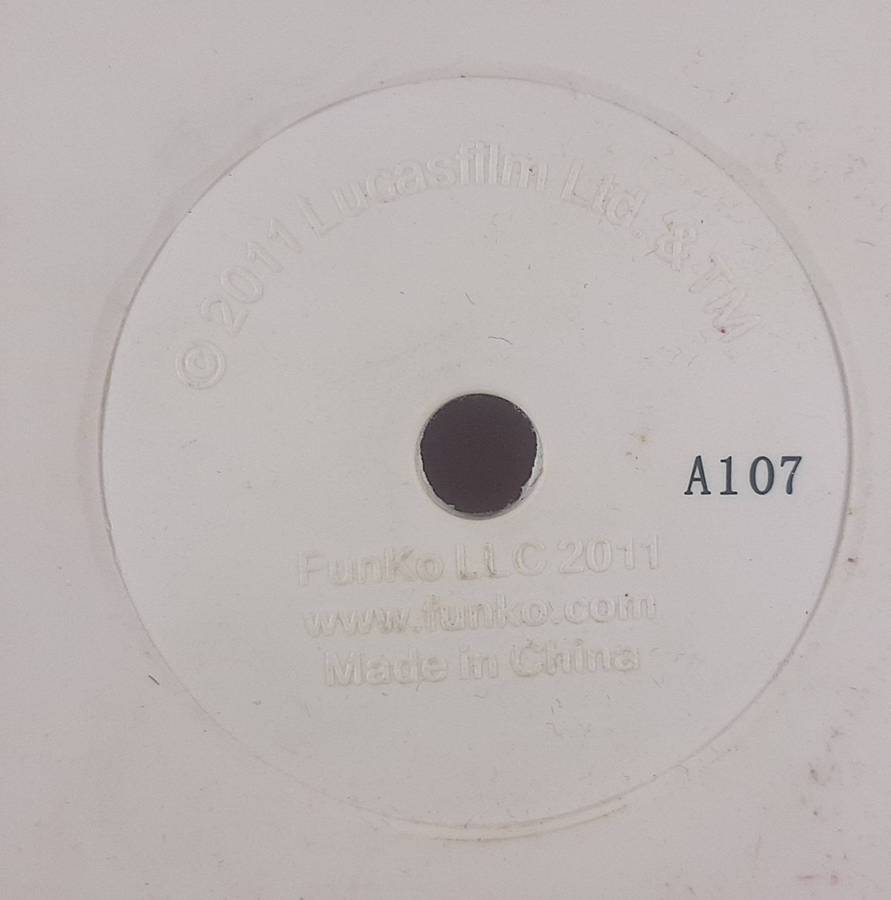 © 2011 Lucasfilm Ltd. & TM
A107
FunKo LLC 2011
www.funko.com
Made in China